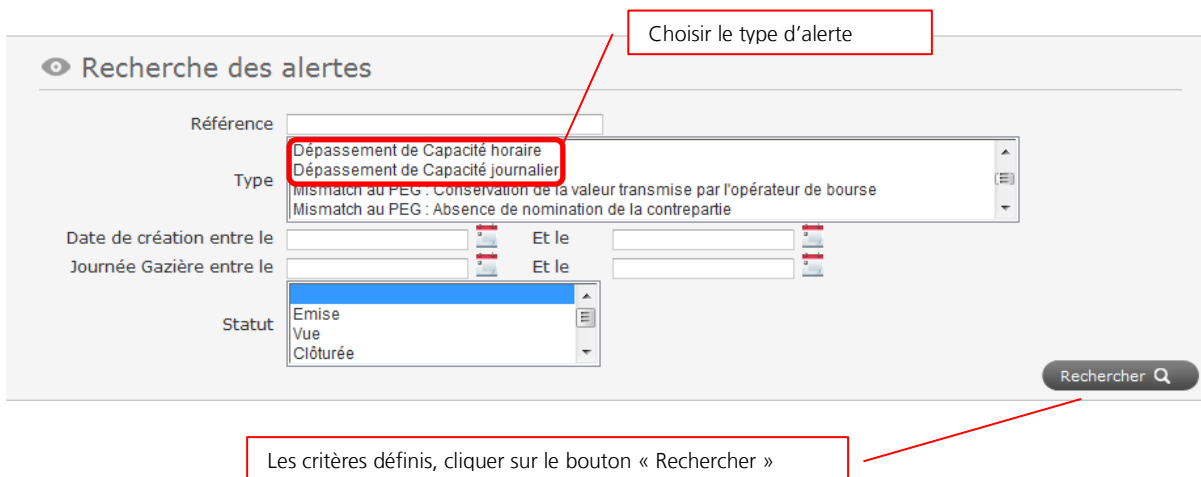 Choisir le type d’alerte
Recherche des alertes
Référence
Type
Dépassement de Capacité horaire
Dépassement de Capacité journalier
Mismatch au PEG : Conservation de la valeur transmise par l'opérateur de bourse
Mismatch au PEG : Absence de nomination de la contrepartie
Date de création entre le Et le
Journée Gazière entre le Et le
Statut
Emise
Vue
Clôturée
Rechercher
Les critères définis, cliquer sur le bouton « Rechercher »